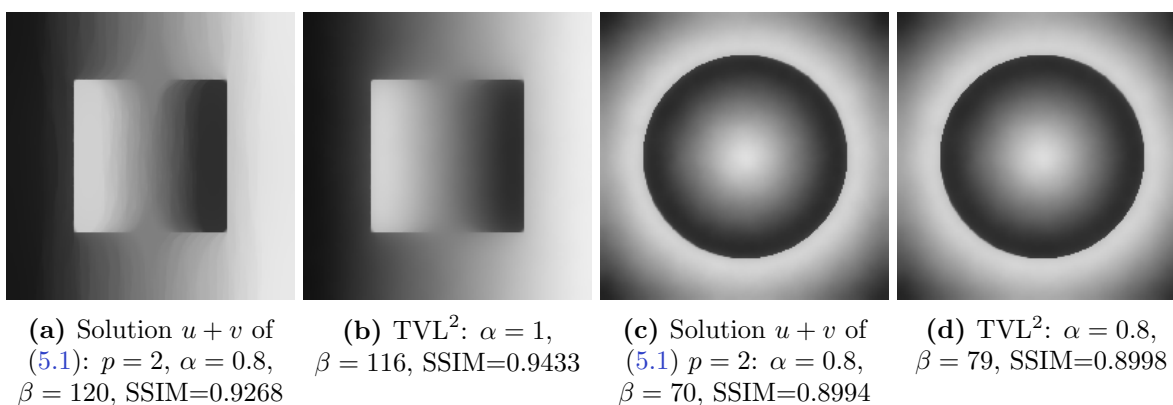 (a) Solution u + v of
(5.1): p = 2, α = 0.8,
β = 120, SSIM=0.9268
(b) TVL²: α = 1,
β = 116, SSIM=0.9433
(c) Solution u + v of
(5.1) p = 2: α = 0.8,
β = 70, SSIM=0.8994
(d) TVL²: α = 0.8,
β = 79, SSIM=0.8998